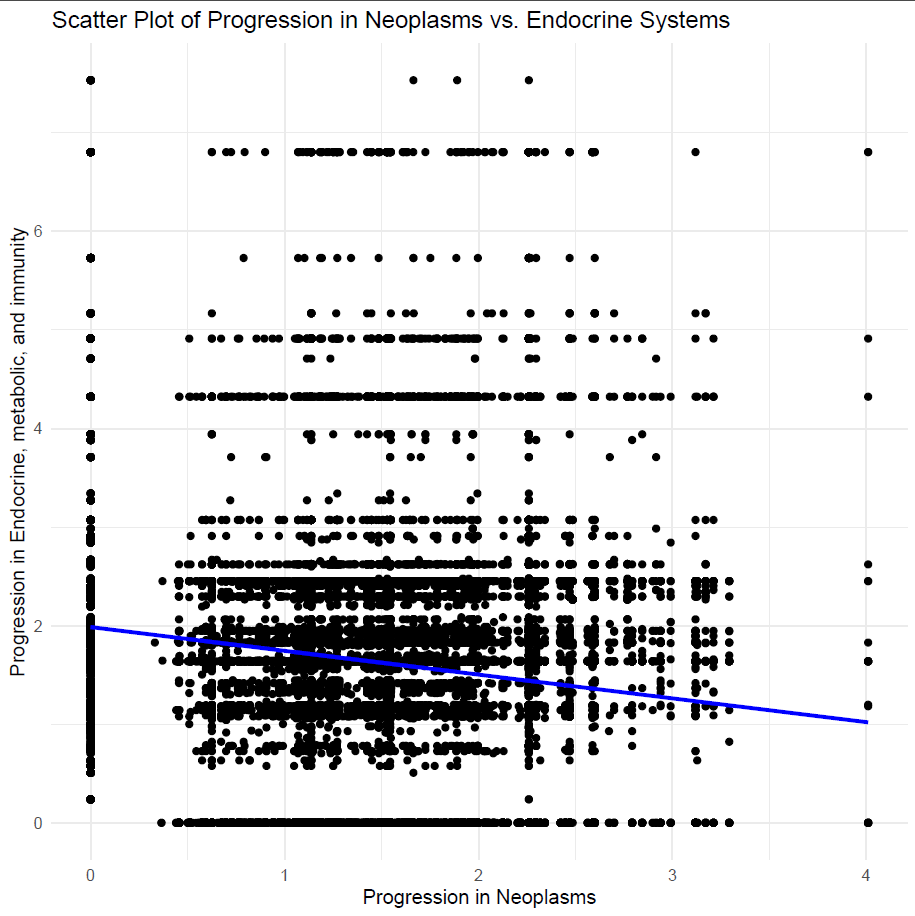 Scatter Plot of Progression in Neoplasms vs. Endocrine Systems
Progression in Endocrine, metabolic, and immunity
6
4
2
0
0 1 2 3 4
Progression in Neoplasms